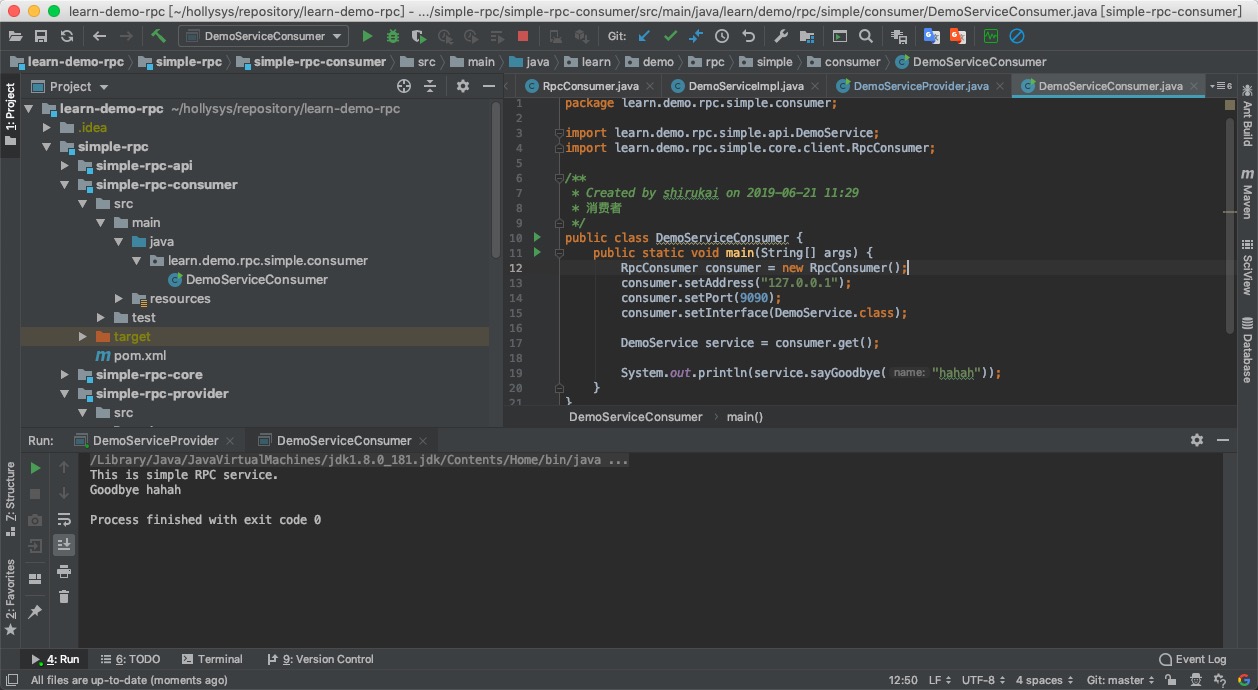 learn-demo-rpc [~/hollysys/repository/learn-demo-rpc] - .../simple-rpc/simple-rpc-consumer/src/main/java/learn/demo/rpc/simple/consumer/DemoServiceConsumer.java [simple-rpc-consumer]
DemoServiceConsumer Git:
learn-demo-rpc simple-rpc simple-rpc-consumer src main java learn demo rpc simple consumer DemoServiceConsumer
1: Project
Project
learn-demo-rpc ~/hollysys/repository/learn-demo-rpc
.idea
simple-rpc
simple-rpc-api
simple-rpc-consumer
src
main
java
learn.demo.rpc.simple.consumer
DemoServiceConsumer
resources
test
target
pom.xml
simple-rpc-core
simple-rpc-provider
src
RpcConsumer.java DemoServiceImpl.java DemoServiceProvider.java DemoServiceConsumer.java 6
1 package learn.demo.rpc.simple.consumer;
2
3 import learn.demo.rpc.simple.api.DemoService;
4 import learn.demo.rpc.simple.core.client.RpcConsumer;
5
6 /**
7 * Created by shirukai on 2019-06-21 11:29
8 * 消费者
9 */
10 public class DemoServiceConsumer {
11 public static void main(String[] args) {
12 RpcConsumer consumer = new RpcConsumer();
13 consumer.setAddress("127.0.0.1");
14 consumer.setPort(9090);
15 consumer.setInterface(DemoService.class);
16
17 DemoService service = consumer.get();
18
19 System.out.println(service.sayGoodbye( name: "hahah"));
20 }
21 }
DemoServiceConsumer main()
Ant Build
Maven
SciView
Database
Run: DemoServiceProvider DemoServiceConsumer
/Library/Java/JavaVirtualMachines/jdk1.8.0_181.jdk/Contents/Home/bin/java ...
This is simple RPC service.
Goodbye hahah
Process finished with exit code 0
7: Structure
2: Favorites
4: Run 6: TODO Terminal 9: Version Control Event Log
All files are up-to-date (moments ago) 12:50 LF UTF-8 4 spaces Git: master